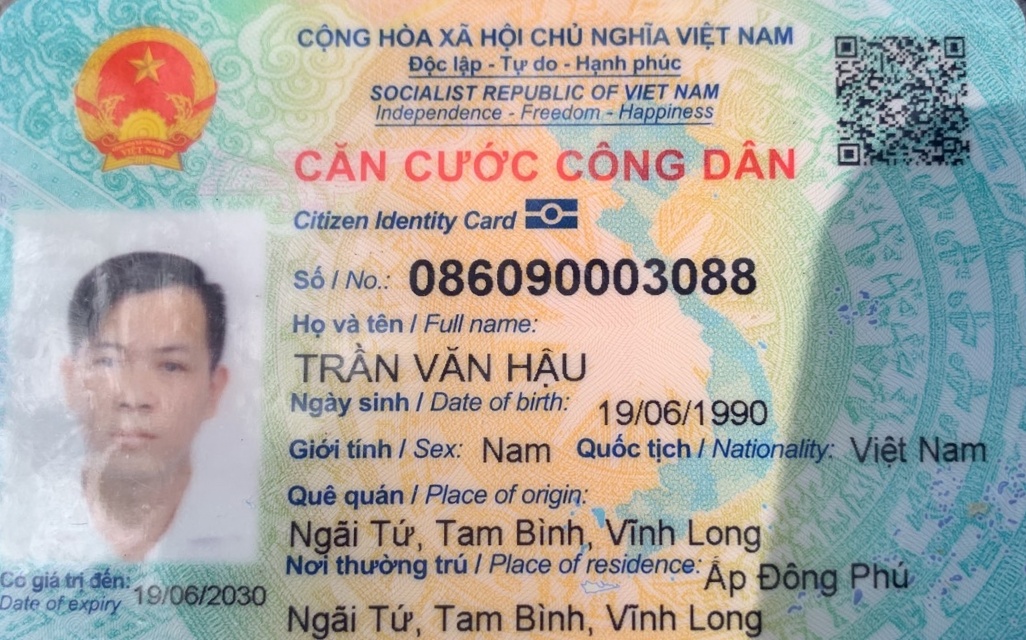 CỘNG HÒA XÃ HỘI CHỦ NGHĨA VIỆT NAM
Độc lập - Tự do - Hạnh phúc
SOCIALIST REPUBLIC OF VIET NAM
Independence - Freedom - Happiness
CĂN CƯỚC CÔNG DÂN
Citizen Identity Card
Số / No.: 086090003088
Họ và tên / Full name:
TRẦN VĂN HẬU
Ngày sinh / Date of birth: 19/06/1990
Giới tính / Sex: Nam Quốc tịch / Nationality: Việt Nam
Quê quán / Place of origin:
Ngãi Tứ, Tam Bình, Vĩnh Long
Nơi thường trú / Place of residence: Ấp Đông Phú
Ngãi Tứ, Tam Bình, Vĩnh Long
Có giá trị đến: 19/06/2030
Date of expiry
VIỆT NAM